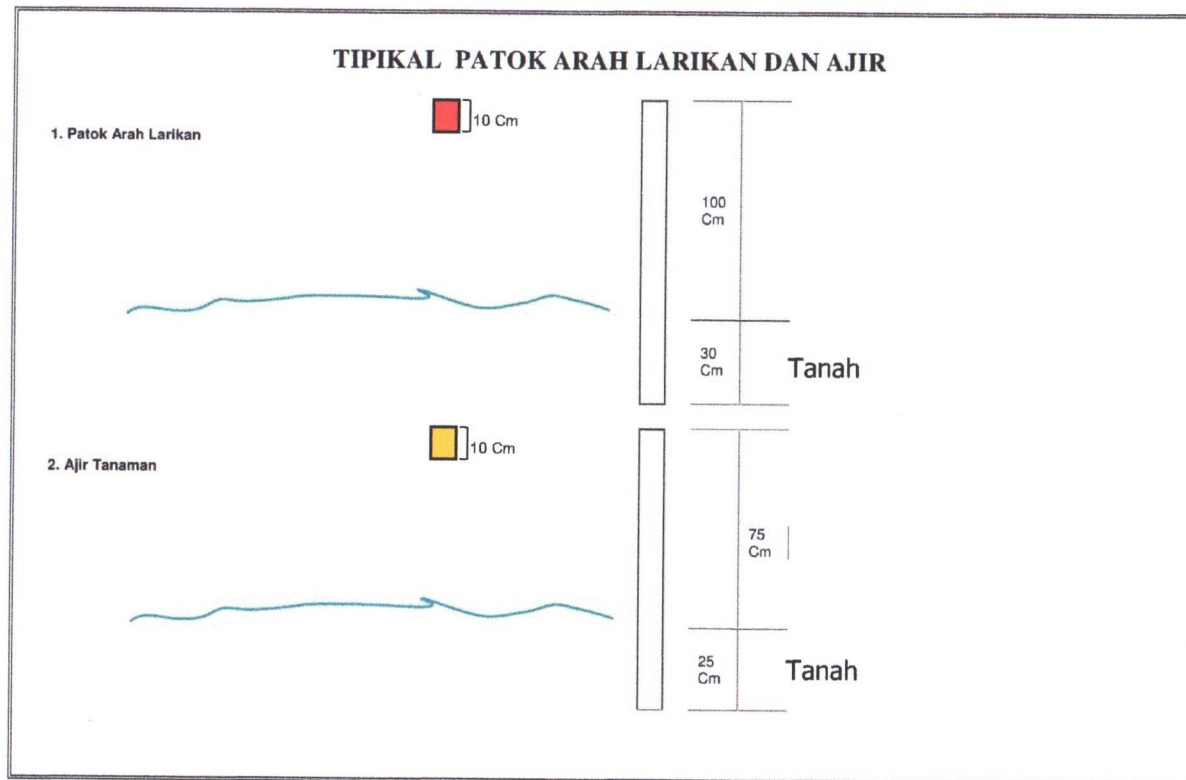 TIPIKAL PATOK ARAH LARIKAN DAN AJIR
1. Patok Arah Larikan
10 Cm
100
Cm
30
Cm
Tanah
2. Ajir Tanaman
10 Cm
75
Cm
25
Cm
Tanah